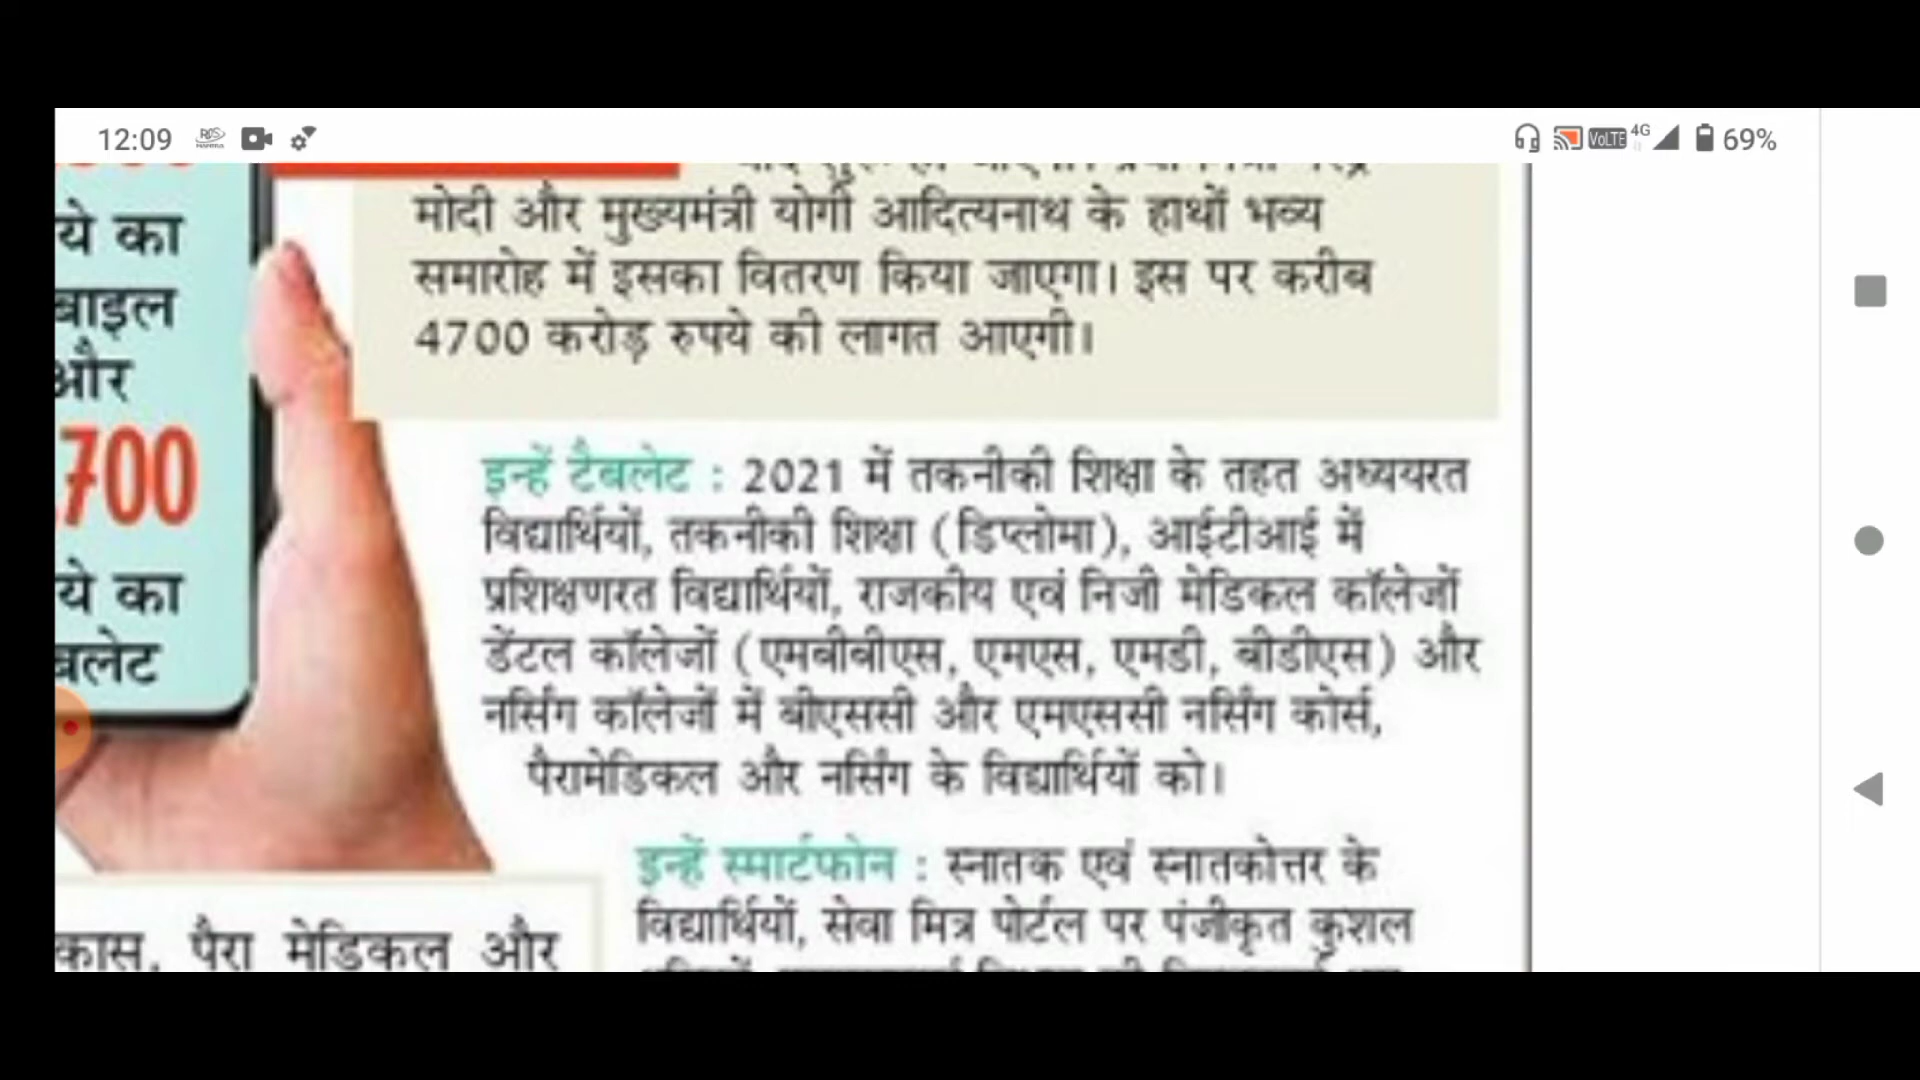 12:09
4G
VoLTE
69%
मोदी और मुख्यमंत्री योगी आदित्यनाथ के हाथों भव्य
समारोह में इसका वितरण किया जाएगा। इस पर करीब
4700 करोड़ रुपये की लागत आएगी।
ये का
बाइल
और
700
ये का
बलेट
इन्हें टैबलेट : 2021 में तकनीकी शिक्षा के तहत अध्ययरत
विद्यार्थियों, तकनीकी शिक्षा (डिप्लोमा), आईटीआई में
प्रशिक्षणरत विद्यार्थियों, राजकीय एवं निजी मेडिकल कॉलेजों
डेंटल कॉलेजों (एमबीबीएस, एमएस, एमडी, बीडीएस) और
नर्सिंग कॉलेजों में बीएससी और एमएससी नर्सिंग कोर्स,
पैरामेडिकल और नर्सिंग के विद्यार्थियों को।
इन्हें स्मार्टफोन : स्नातक एवं स्नातकोत्तर के
विद्यार्थियों, सेवा मित्र पोर्टल पर पंजीकृत कुशल
कास, पैरा मेडिकल और